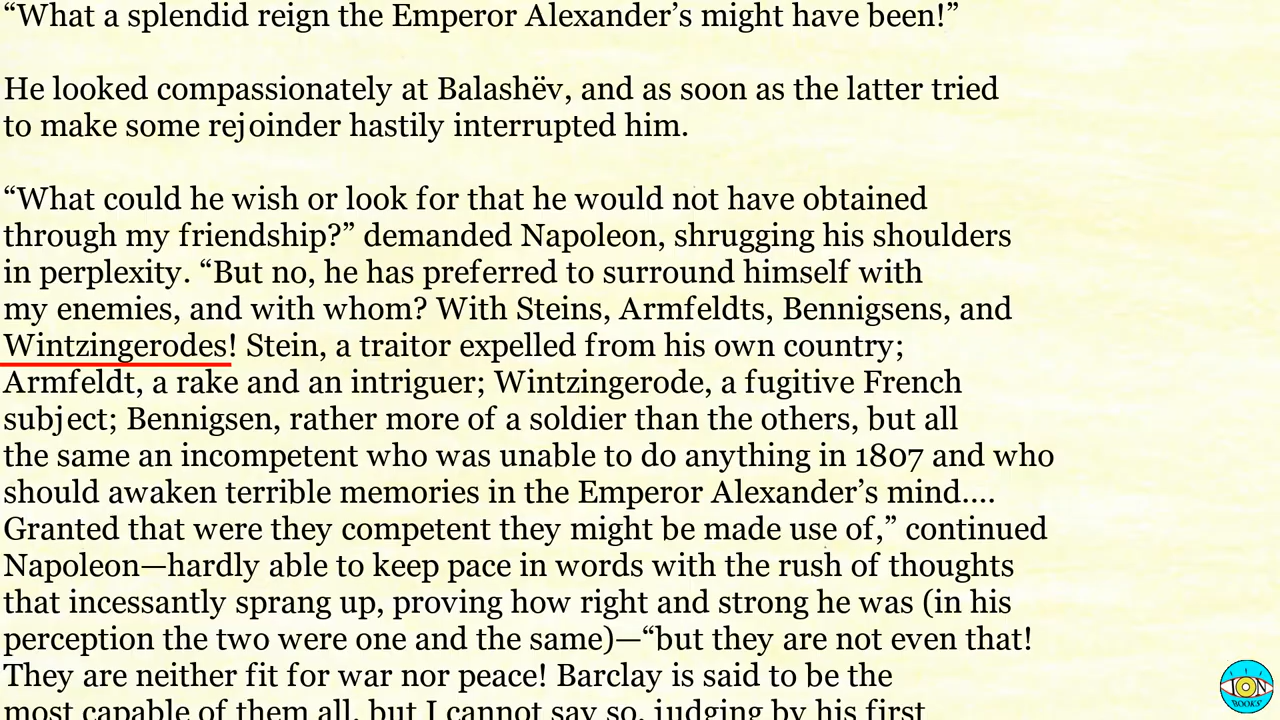 “What a splendid reign the Emperor Alexander’s might have been!”
He looked compassionately at Balashëv, and as soon as the latter tried
to make some rejoinder hastily interrupted him.
“What could he wish or look for that he would not have obtained
through my friendship?” demanded Napoleon, shrugging his shoulders
in perplexity. “But no, he has preferred to surround himself with
my enemies, and with whom? With Steins, Armfeldts, Bennigsens, and
Wintzingerodes! Stein, a traitor expelled from his own country;
Armfeldt, a rake and an intriguer; Wintzingerode, a fugitive French
subject; Bennigsen, rather more of a soldier than the others, but all
the same an incompetent who was unable to do anything in 1807 and who
should awaken terrible memories in the Emperor Alexander’s mind....
Granted that were they competent they might be made use of,” continued
Napoleon—hardly able to keep pace in words with the rush of thoughts
that incessantly sprang up, proving how right and strong he was (in his
perception the two were one and the same)—“but they are not even that!
They are neither fit for war nor peace! Barclay is said to be the
most capable of them all, but I cannot say so, judging by his first
ION
BOOKS